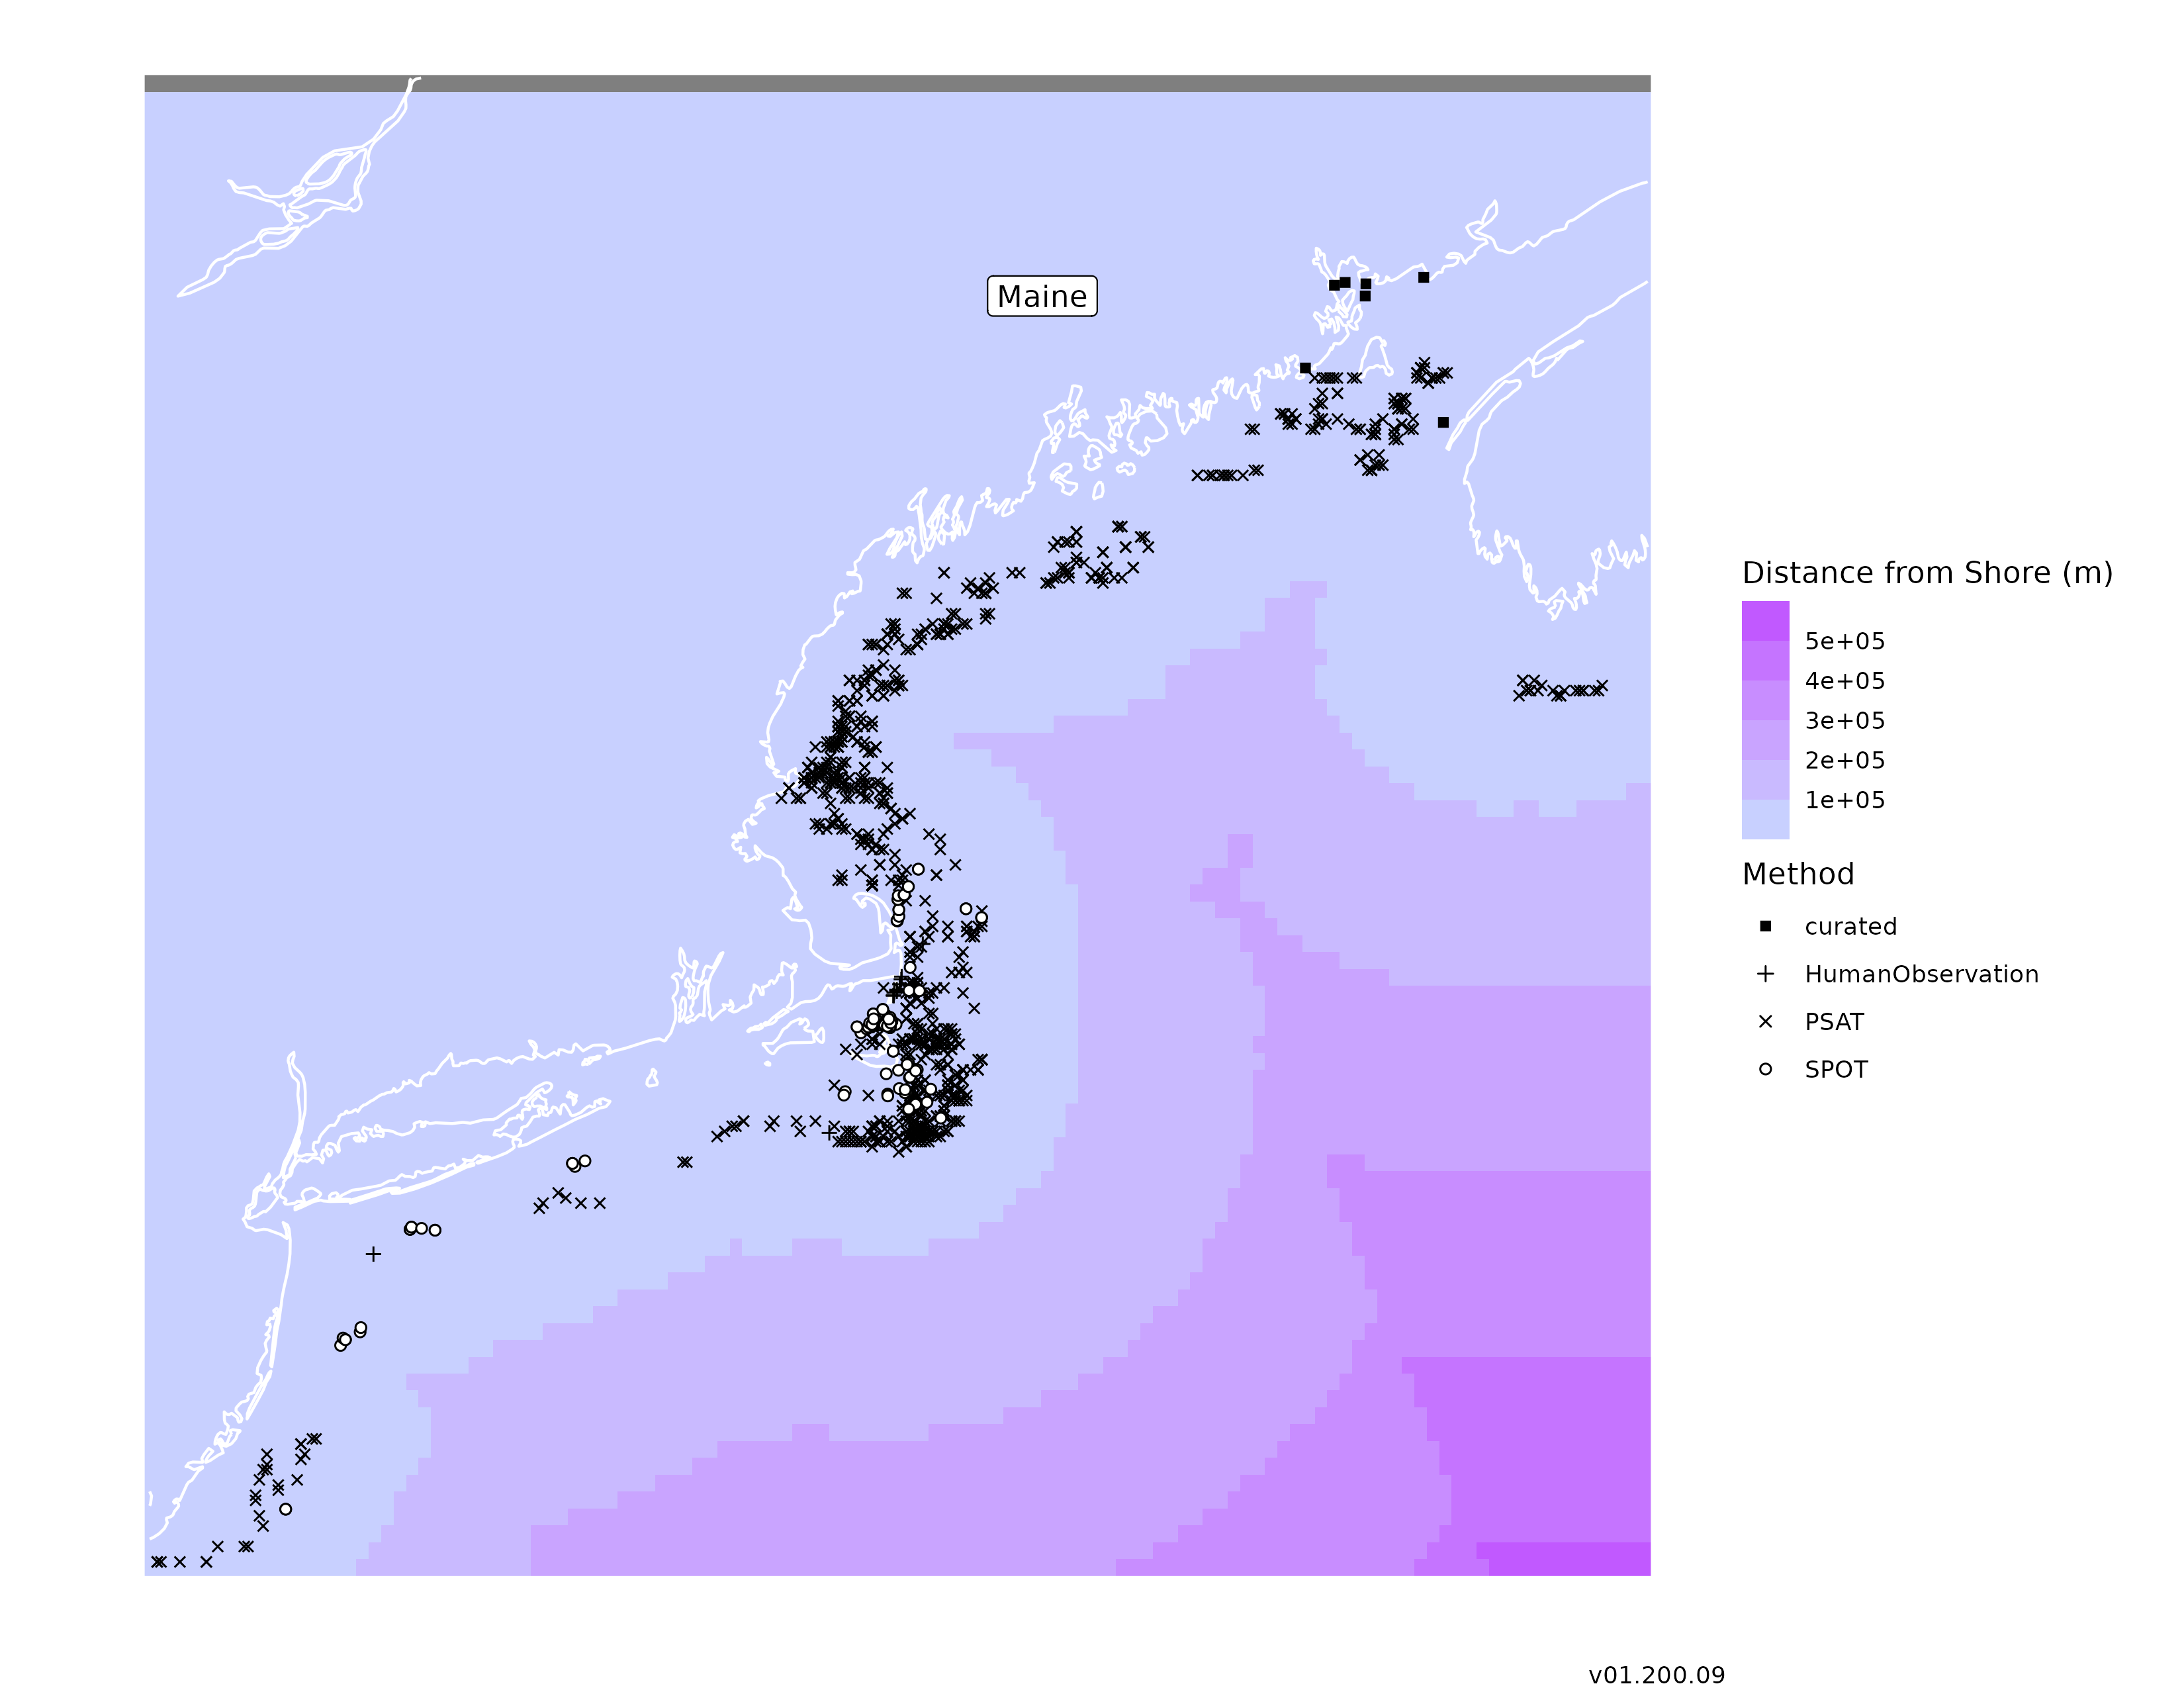 Maine
Distance from Shore (m)
5e+05
4e+05
3e+05
2e+05
1e+05
Method
curated
HumanObservation
PSAT
SPOT
v01.200.09